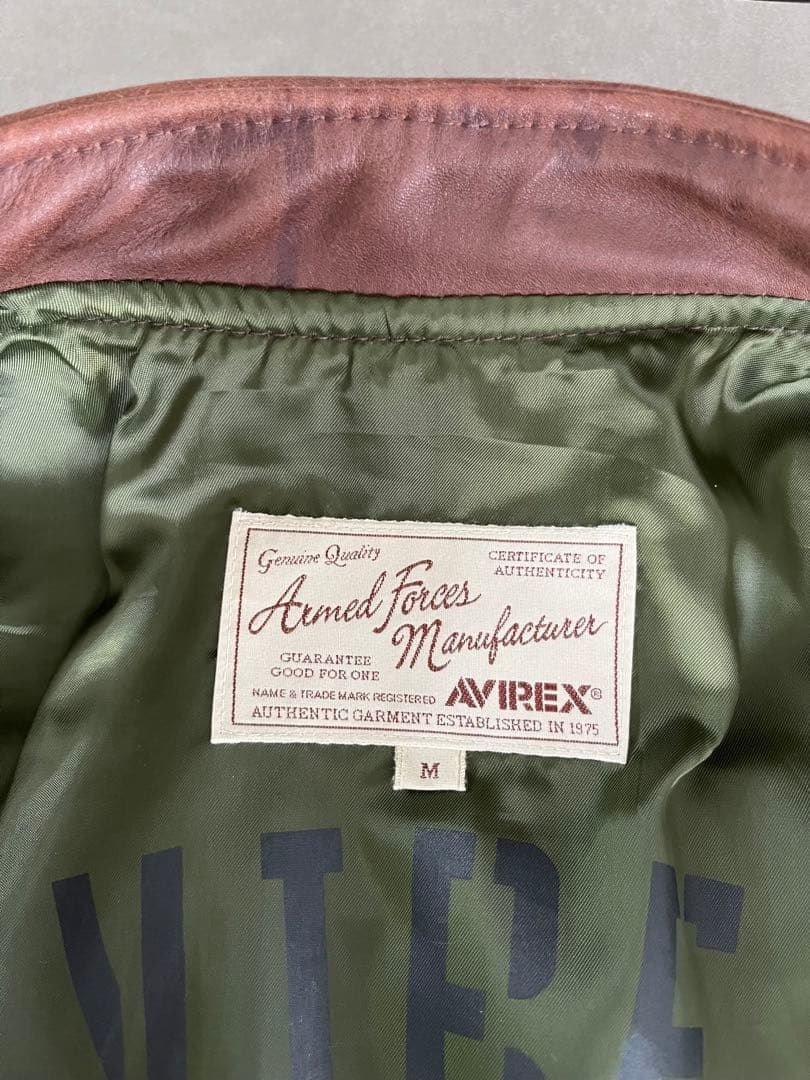 Genuine Quality
CERTIFICATE OF
AUTHENTICITY
Armed Forces
Manufacturer
GUARANTEE
GOOD FOR ONE
NAME & TRADE MARK REGISTERED AVIREX®
AUTHENTIC GARMENT ESTABLISHED IN 1975
M
VIRE